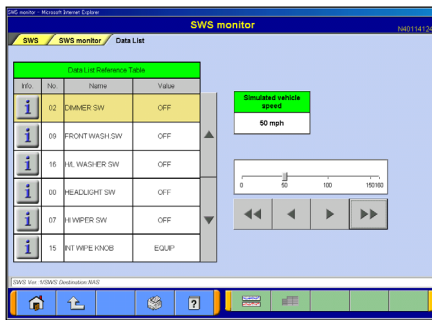 SWS monitor - Microsoft Internet Explorer
SWS monitor
N40114124
SWS SWS monitor Data List
Data List Reference Table
Info. No. Name Value
i 02 DIMMER SW OFF
i 09 FRONT WASH.SW OFF
i 16 H/L WASHER SW OFF
i 00 HEADLIGHT SW OFF
i 07 HI WIPER SW OFF
i 15 INT WIPE KNOB EQUIP
Simulated vehicle
speed
50 mph
0 50 100 150 160
SWS Ver. 1/SWS Destination:NAS
?